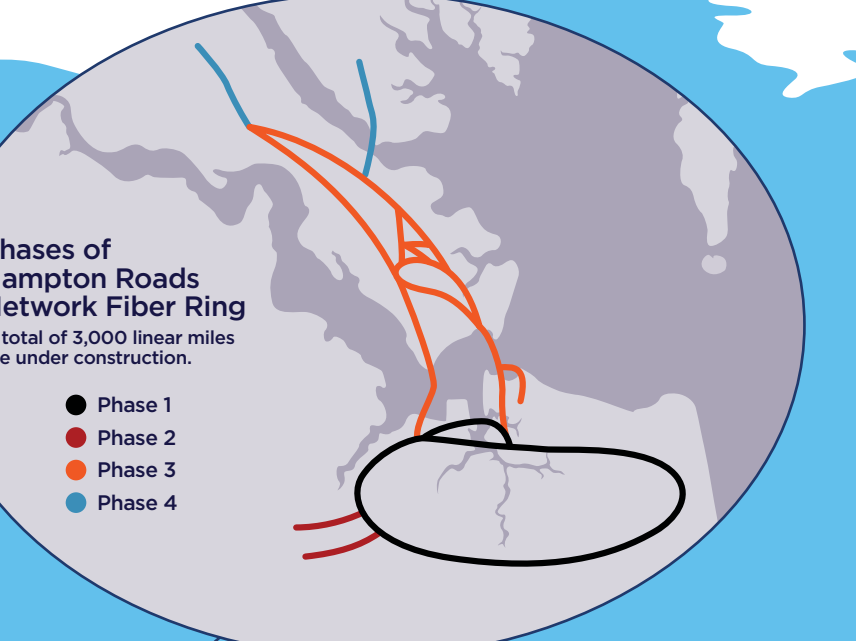 hases of
ampton Roads
etwork Fiber Ring
total of 3,000 linear miles
e under construction.
Phase 1
Phase 2
Phase 3
Phase 4